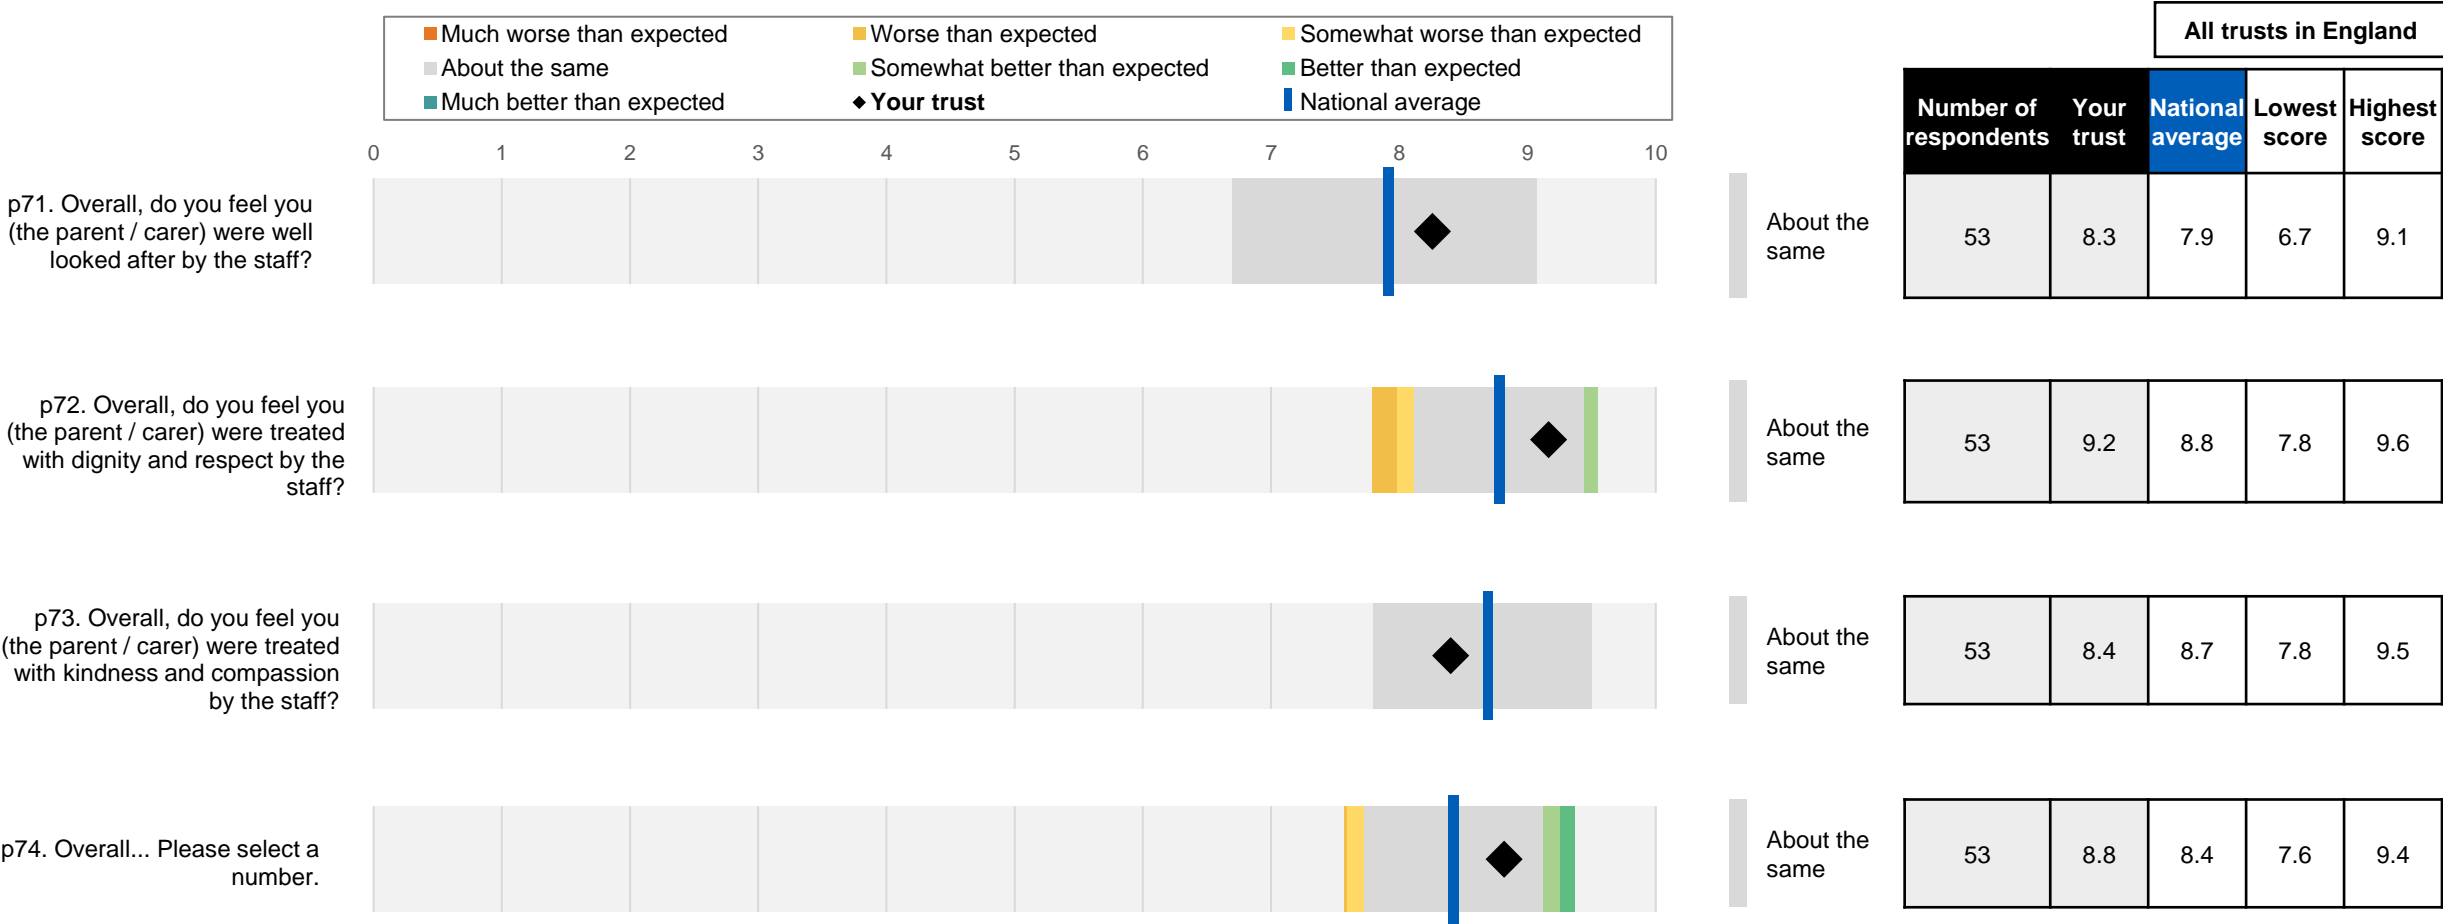 All trusts in England
Much worse than expected
Worse than expected
Somewhat worse than expected
About the same
Somewhat better than expected
Better than expected
Much better than expected
Your trust
National average
Number of
respondents
Your
trust
National
average
Lowest
score
Highest
score
0 1 2 3 4 5 6 7 8 9 10
p71. Overall, do you feel you
(the parent / carer) were well
looked after by the staff?
About the
same
53 8.3 7.9 6.7 9.1
p72. Overall, do you feel you
(the parent / carer) were treated
with dignity and respect by the
staff?
About the
same
53 9.2 8.8 7.8 9.6
p73. Overall, do you feel you
(the parent / carer) were treated
with kindness and compassion
by the staff?
About the
same
53 8.4 8.7 7.8 9.5
p74. Overall... Please select a
number.
About the
same
53 8.8 8.4 7.6 9.4